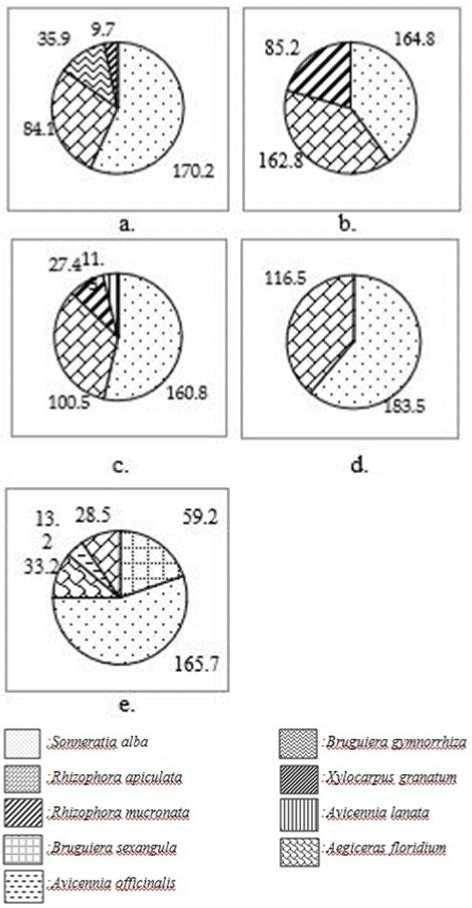 35.9 9.7
84.1
170.2
a.
85.2 164.8
162.8
b.
27.4 11.
100.5 160.8
c.
116.5
183.5
d.
13. 28.5 59.2
2
33.2
165.7
e.
:Sonneratia alba
:Rhizophora apiculata
:Rhizophora mucronata
:Bruguiera sexangula
:Avicennia officinalis
:Bruguiera gymnorrhiza
:Xylocarpus granatum
:Avicennia lanata
:Aegiceras floridium